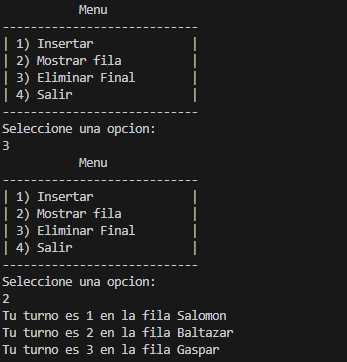 Menu
----------------------------
| 1) Insertar              |
| 2) Mostrar fila          |
| 3) Eliminar Final        |
| 4) Salir                 |
----------------------------
Seleccione una opcion:
3
Menu
----------------------------
| 1) Insertar              |
| 2) Mostrar fila          |
| 3) Eliminar Final        |
| 4) Salir                 |
----------------------------
Seleccione una opcion:
2
Tu turno es 1 en la fila Salomon
Tu turno es 2 en la fila Baltazar
Tu turno es 3 en la fila Gaspar